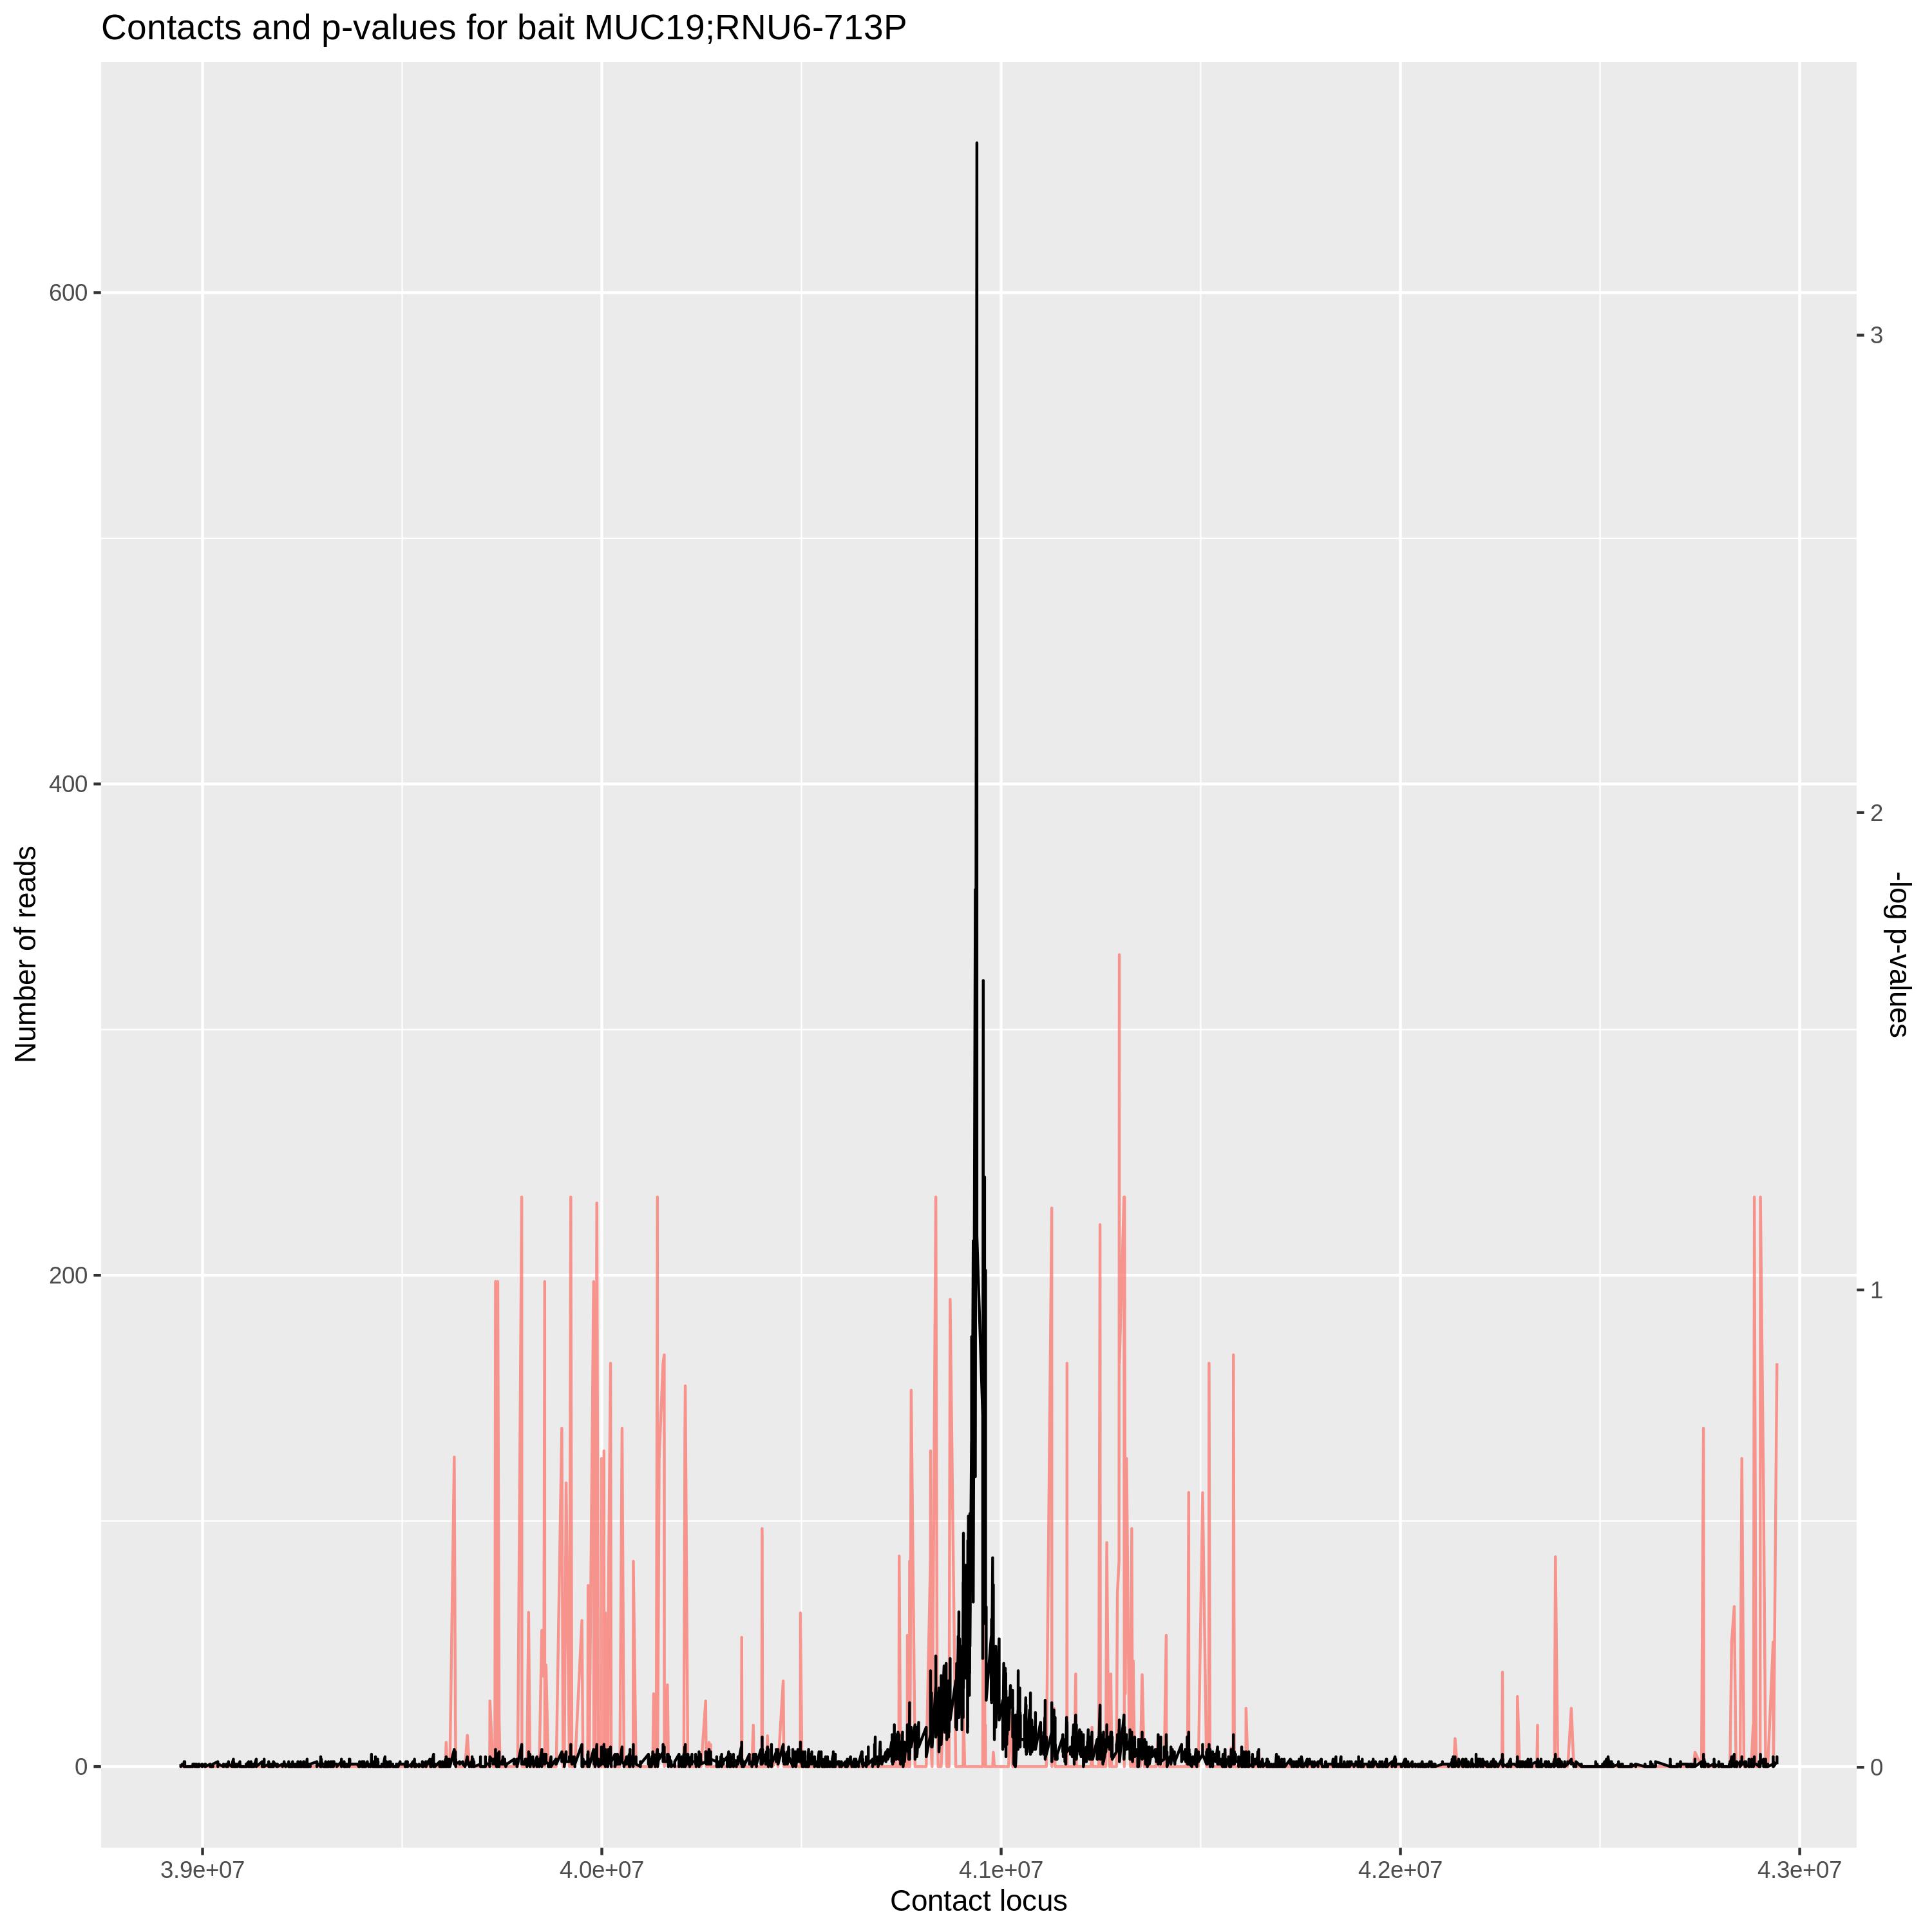 Contacts and p-values for bait MUC19;RNU6-713P
600
400
200
0
Number of reads
3
2
1
0
-log p-values
3.9e+07
4.0e+07
4.1e+07
4.2e+07
4.3e+07
Contact locus